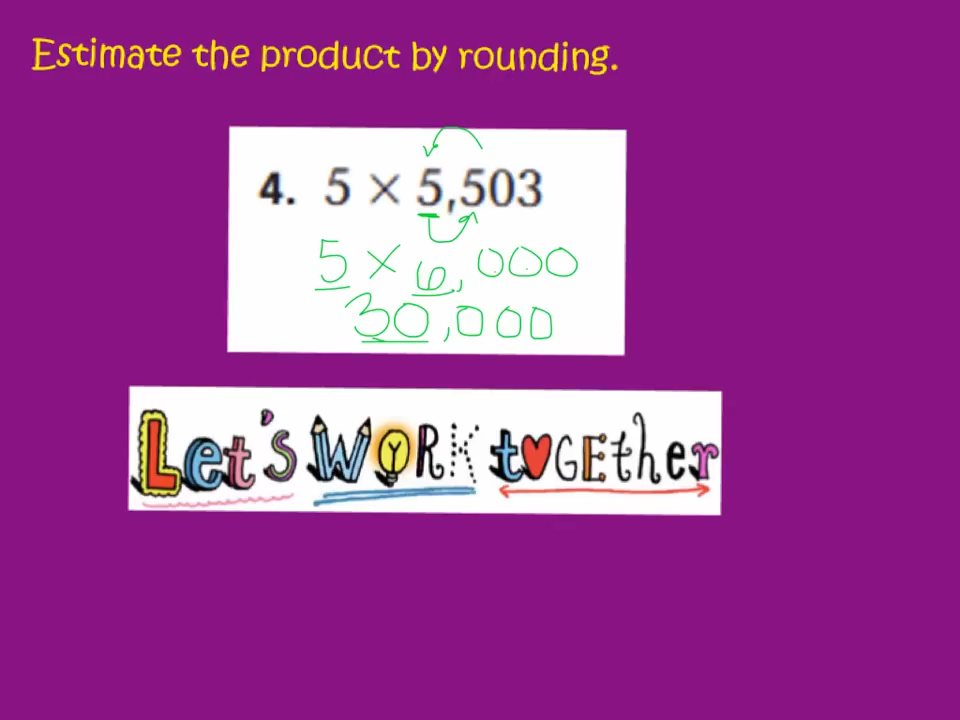 Estimate the product by rounding.
4. 5 × 5,503
5 × 6,000
30,000
Let's WORK toGEther